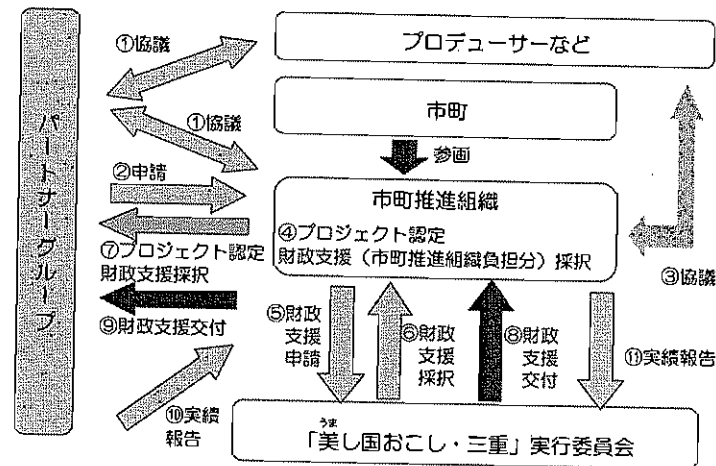 パートナーグループ
①協議
プロデューサーなど
①協議
市町
参画
②申請
市町推進組織
④プロジェクト認定
財政支援（市町推進組織負担分）採択
③協議
⑦プロジェクト認定
財政支援採択
⑨財政支援交付
⑤財政
支援
申請
⑥財政
支援
採択
⑧財政
支援
交付
⑪実績報告
⑩実績
報告
うま
「美し国おこし・三重」実行委員会